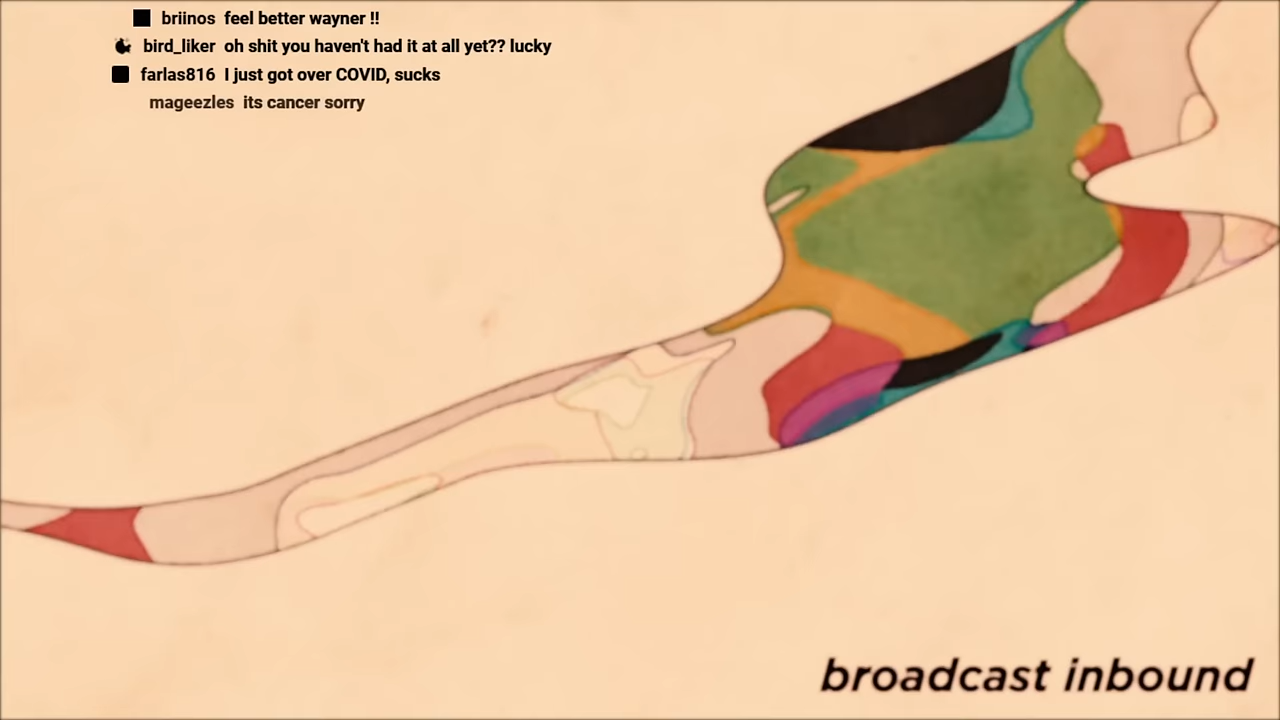 briinos feel better wayner !!
bird_liker oh shit you haven't had it at all yet?? lucky
farlas816 I just got over COVID, sucks
mageezles its cancer sorry
broadcast inbound